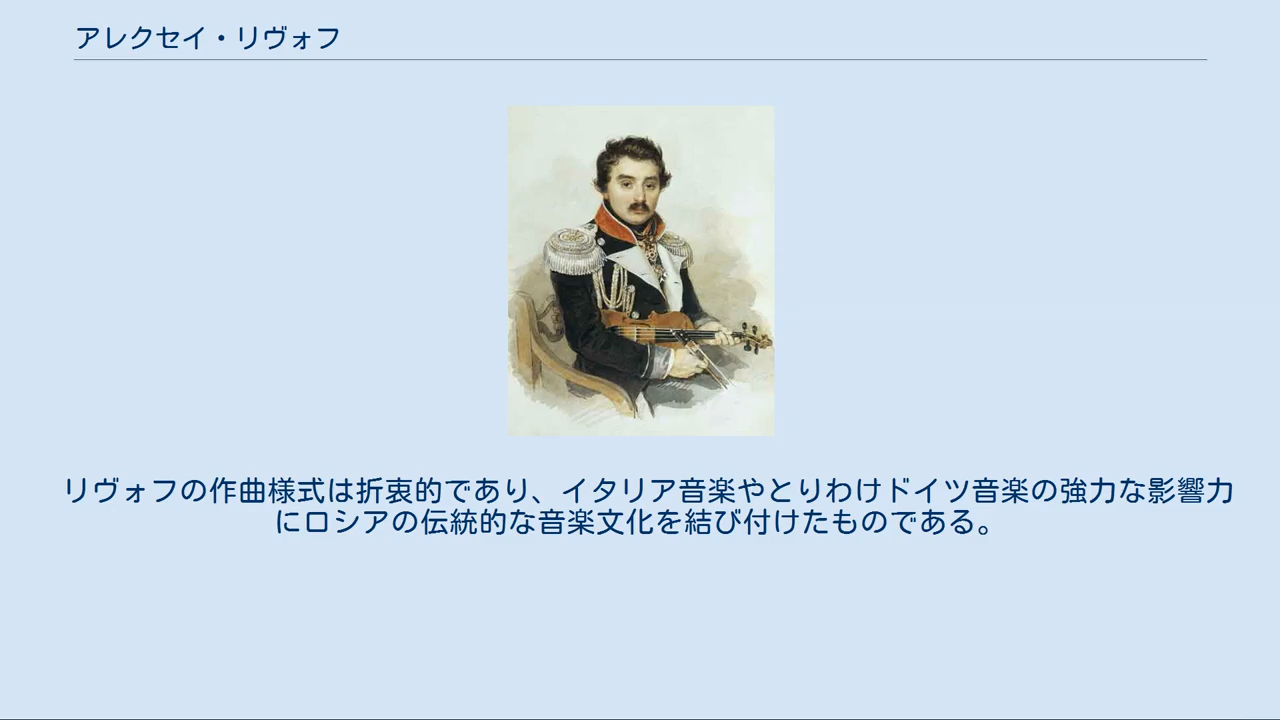 アレクセイ・リヴォフ
リヴォフの作曲様式は折衷的であり、イタリア音楽やとりわけドイツ音楽の強力な影響力
にロシアの伝統的な音楽文化を結び付けたものである。